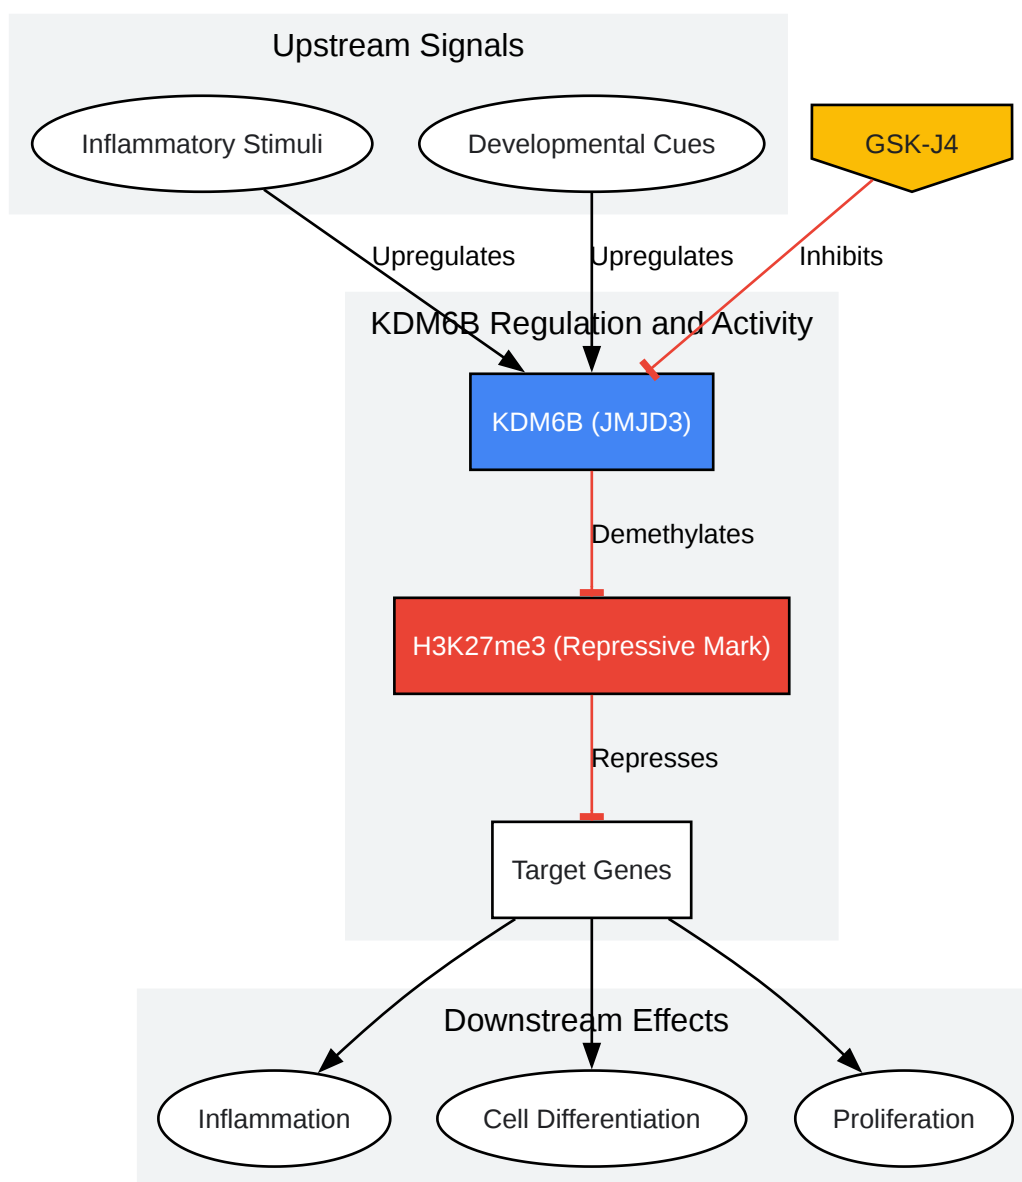 Upstream Signals
Inflammatory Stimuli
Developmental Cues
GSK-J4
Upregulates
Upregulates
Inhibits
KDM6B Regulation and Activity
KDM6B (JMJD3)
Demethylates
H3K27me3 (Repressive Mark)
Represses
Target Genes
Downstream Effects
Inflammation
Cell Differentiation
Proliferation